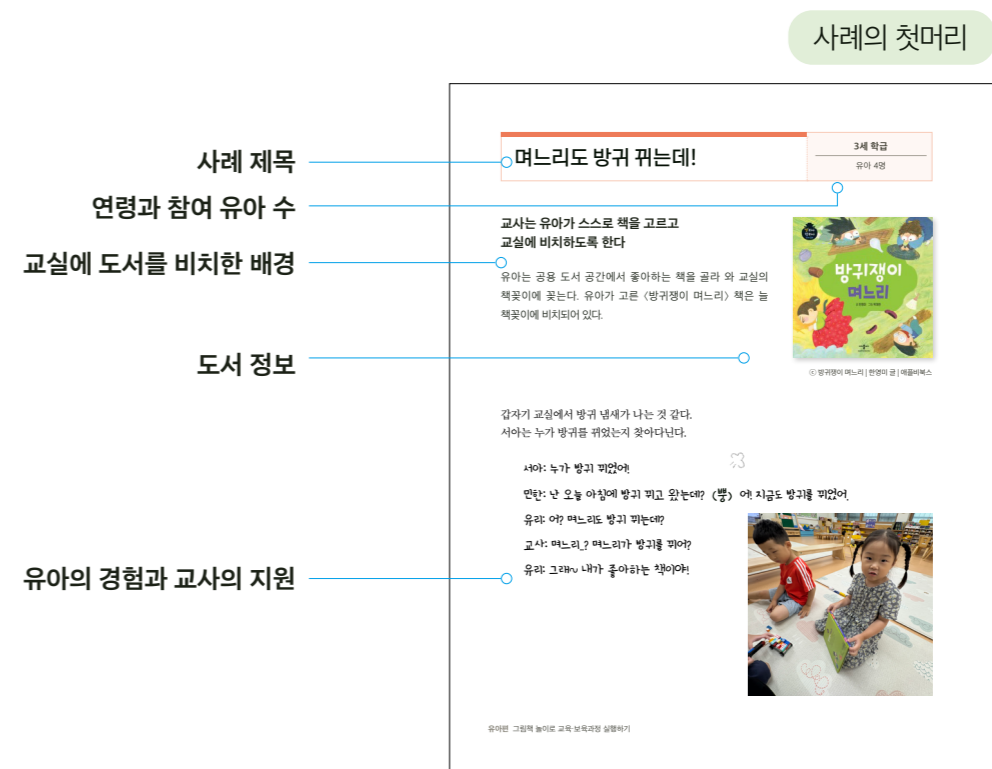 사례의 첫머리
사례 제목
연령과 참여 유아 수
교실에 도서를 비치한 배경
도서 정보
유아의 경험과 교사의 지원
며느리도 방귀 뀌는데!
3세 학급
유아 4명
교사는 유아가 스스로 책을 고르고
교실에 비치하도록 한다
유아는 공용 도서 공간에서 좋아하는 책을 골라 와 교실의
책꽂이에 꽂는다. 유아가 고른 〈방귀쟁이 며느리〉 책은 늘
책꽂이에 비치되어 있다.
방귀쟁이
며느리
ⓒ 방귀쟁이 며느리 | 한영미 글 | 애플비북스
갑자기 교실에서 방귀 냄새가 나는 것 같다.
서아는 누가 방귀를 뀌었는지 찾아다닌다.
서아: 누가 방귀 뀌었어!
민한: 난 오늘 아침에 방귀 뀌고 왔는데? (뿡) 어! 지금도 방귀를 뀌었어.
유리: 어? 며느리도 방귀 뀌는데?
교사: 며느리..? 며느리가 방귀를 뀌어?
유리: 그래~ 내가 좋아하는 책이야!
유아편 그림책 놀이로 교육·보육과정 실행하기